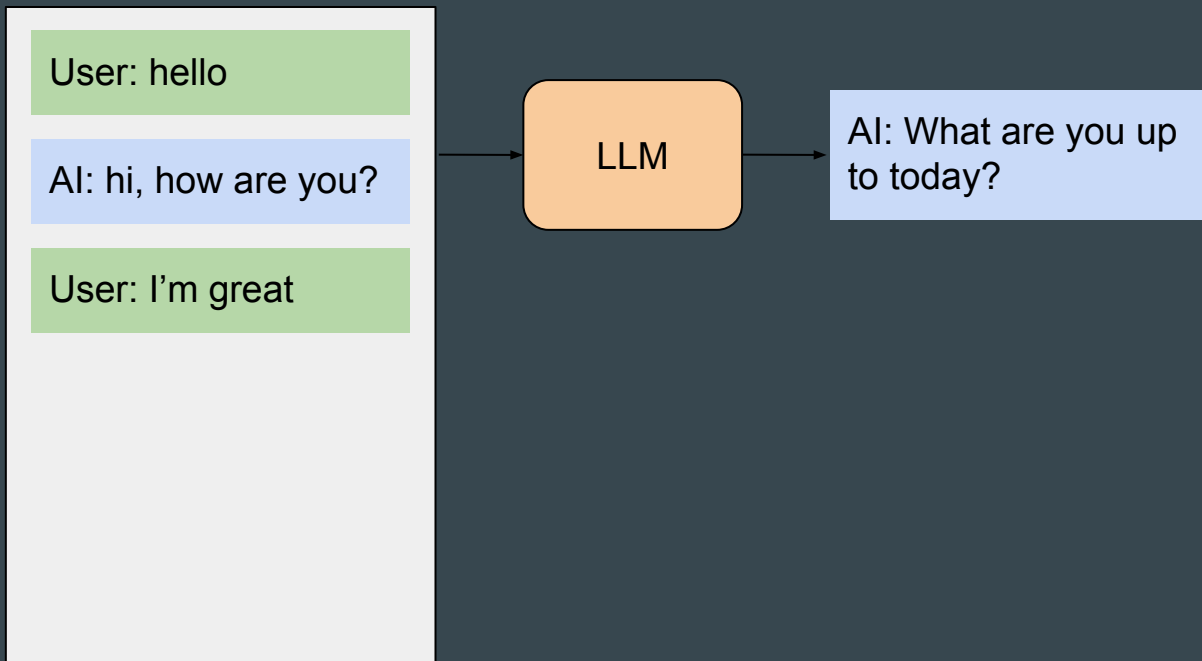 User: hello
AI: hi, how are you?
User: I’m great
LLM
AI: What are you up
to today?